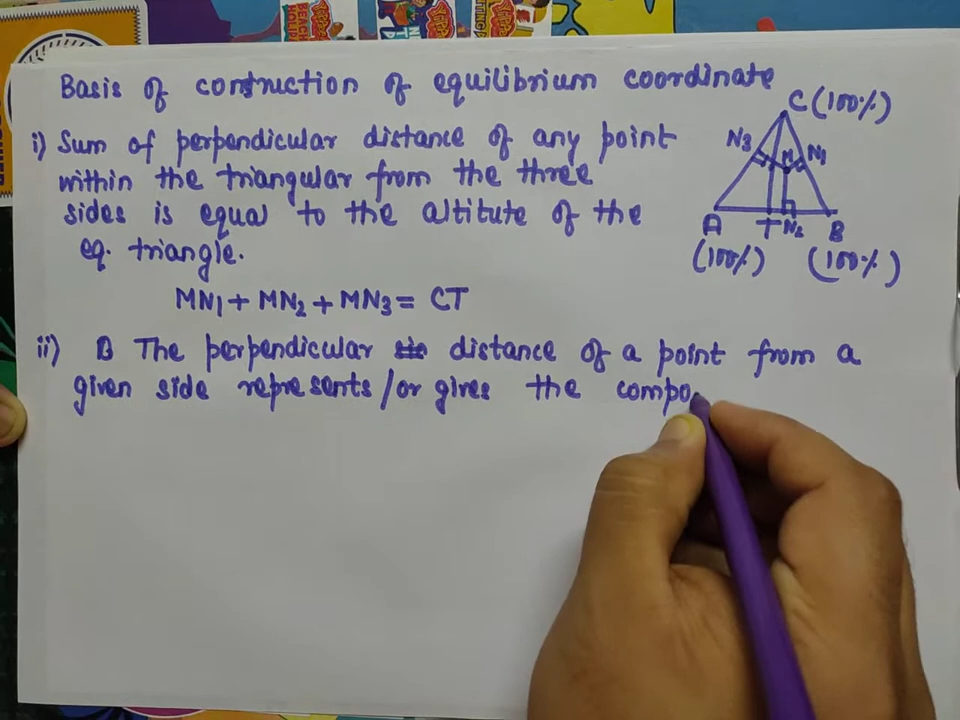 Basis of construction of equilibrium coordinate
i) Sum of perpendicular distance of any point
within the triangular from the three
sides is equal to the altitute of the
eq. triangle.
MN1 + MN2 + MN3 = CT
ii) B The perpendicular distance of a point from a
given side represents/or gives the compo
C (100%)
N3
M
N1
A
T
N2
B
(100%)
(100%)